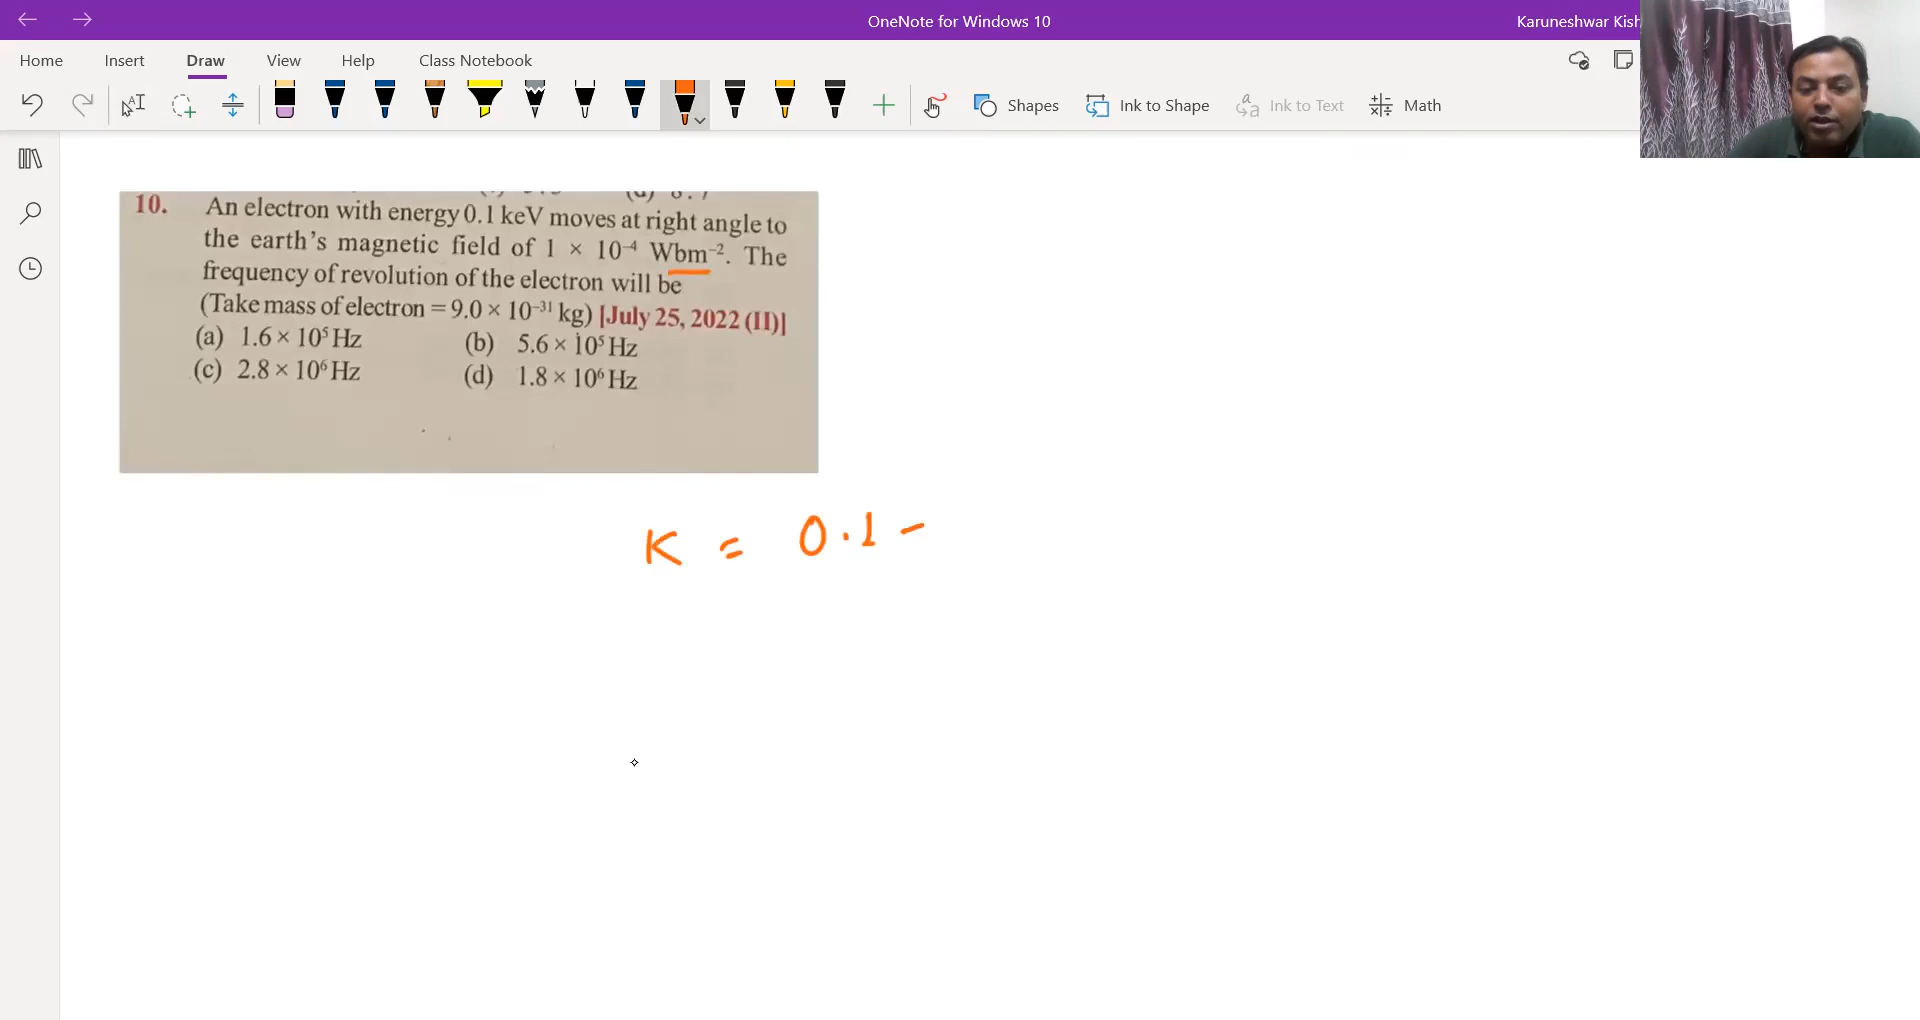 OneNote for Windows 10
Karuneshwar Kish
Home Insert Draw View Help Class Notebook
Shapes Ink to Shape Ink to Text Math
10. An electron with energy 0.1 keV moves at right angle to
the earth's magnetic field of 1 × 10⁻⁴ Wbm⁻². The
frequency of revolution of the electron will be
(Take mass of electron = 9.0 × 10⁻³¹ kg) [July 25, 2022 (II)]
(a) 1.6 × 10⁵ Hz (b) 5.6 × 10⁵ Hz
(c) 2.8 × 10⁶ Hz (d) 1.8 × 10⁶ Hz
K = 0.1 -